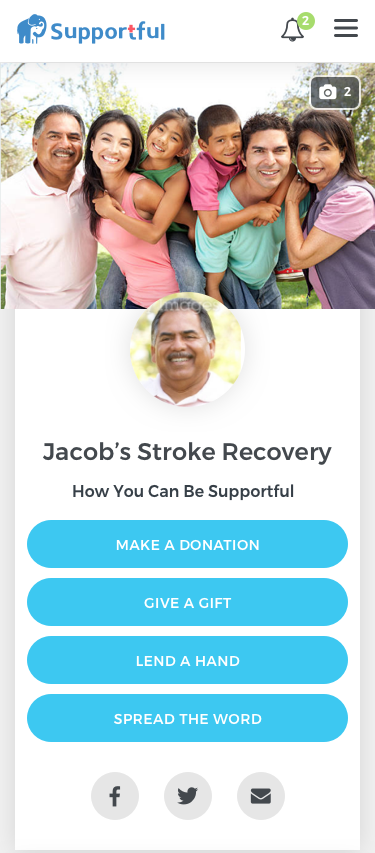 Supportful
2
2
Jacob’s Stroke Recovery
How You Can Be Supportful
MAKE A DONATION
GIVE A GIFT
LEND A HAND
SPREAD THE WORD